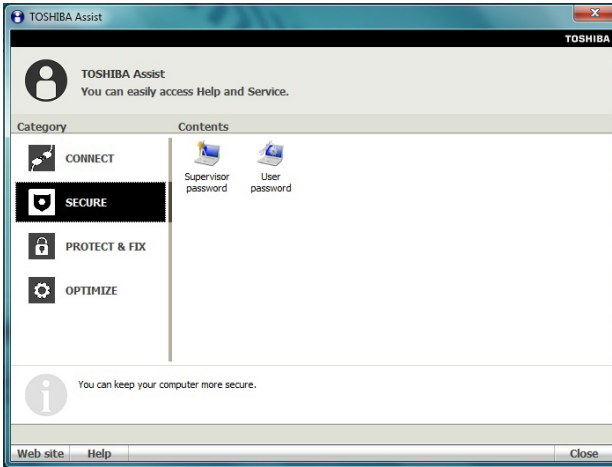 TOSHIBA Assist
TOSHIBA
TOSHIBA Assist
You can easily access Help and Service.
Category
Contents
CONNECT
SECURE
PROTECT & FIX
OPTIMIZE
Supervisor
password
User
password
You can keep your computer more secure.
Web site
Help
Close